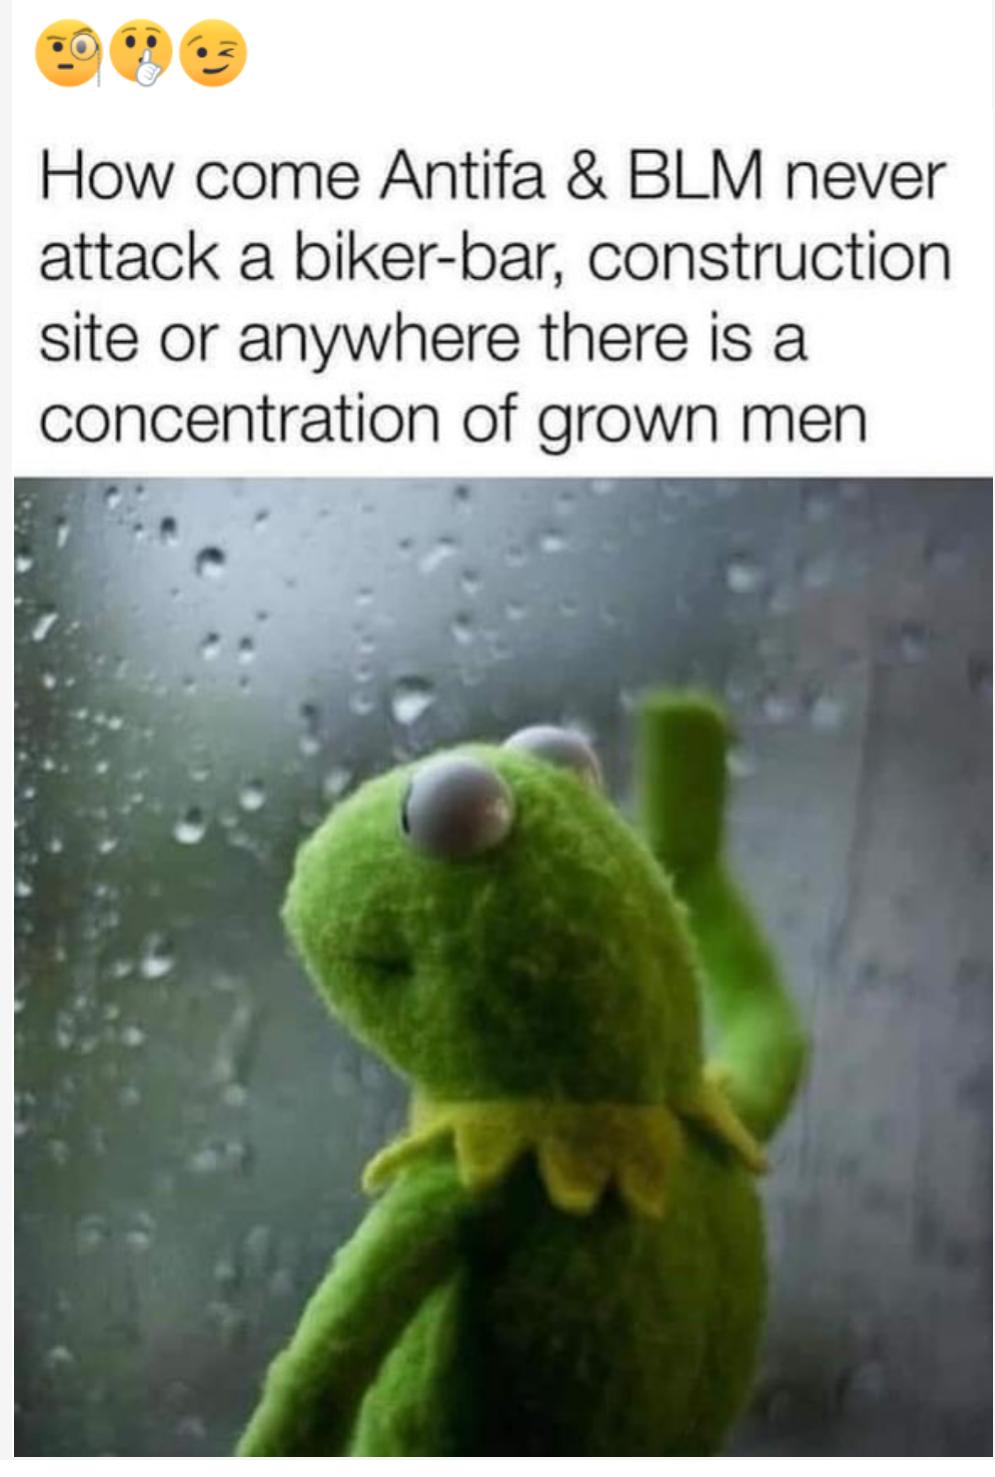 How come Antifa & BLM never
attack a biker-bar, construction
site or anywhere there is a
concentration of grown men